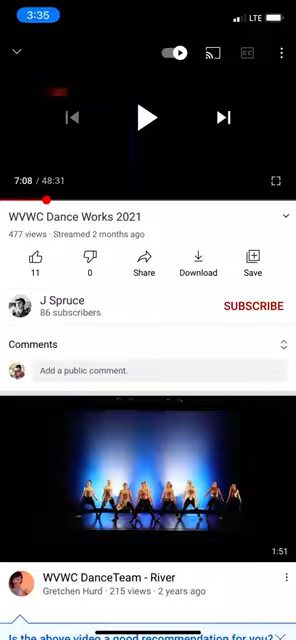 3:35
LTE
CC
7:08 / 48:31
WVWC Dance Works 2021
477 views · Streamed 2 months ago
11
0
Share
Download
Save
J Spruce
86 subscribers
SUBSCRIBE
Comments
Add a public comment.
1:51
WVWC DanceTeam - River
Gretchen Hurd · 215 views · 2 years ago
Is the above video a good recommendation for you?